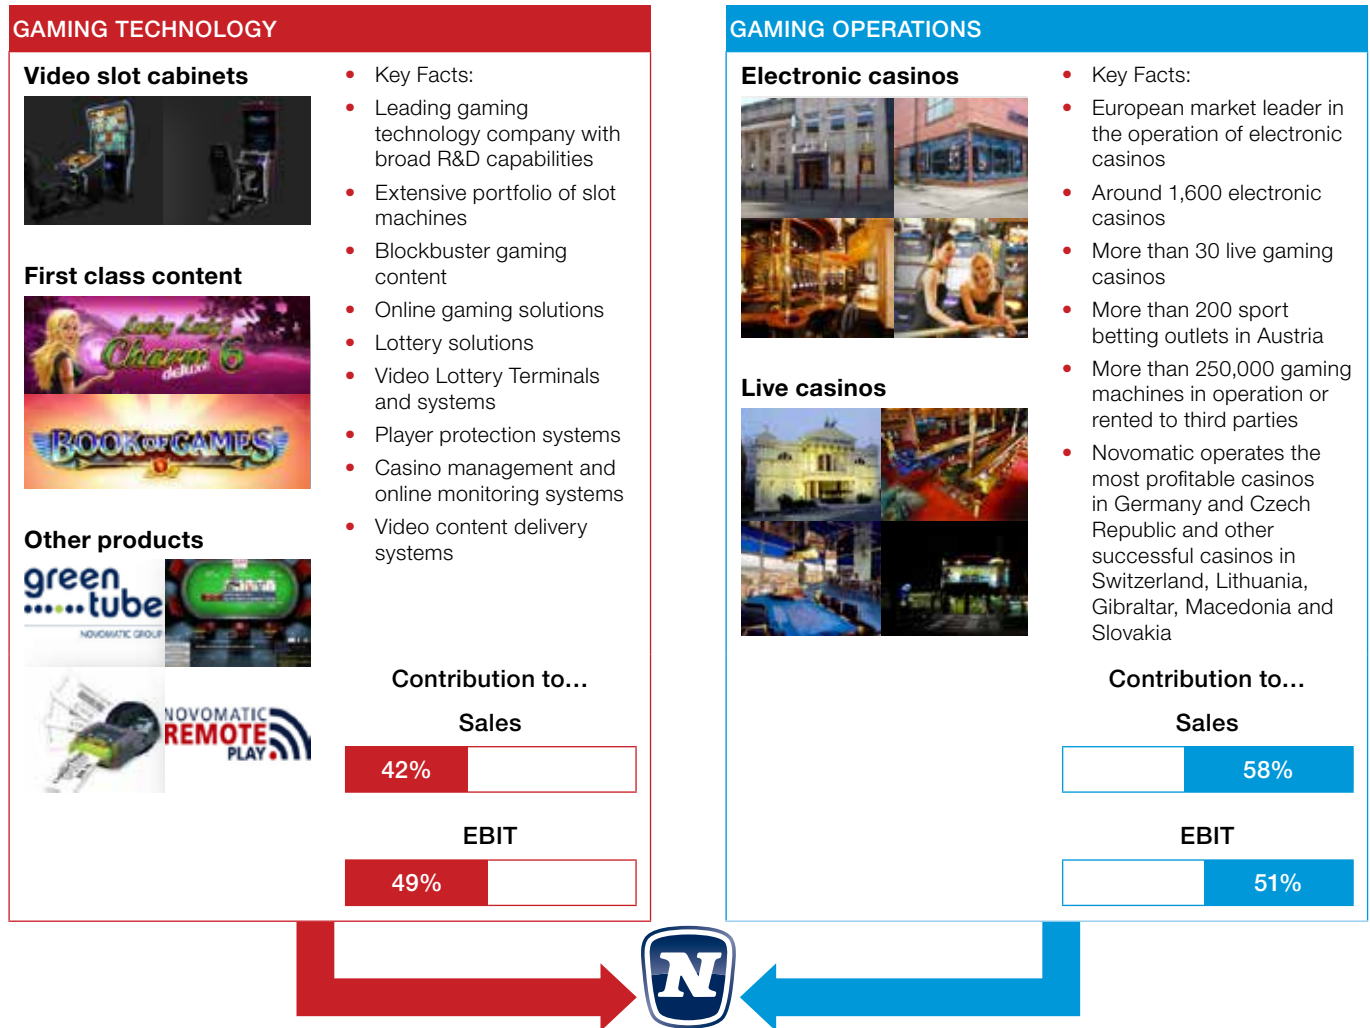 GAMING TECHNOLOGY
Video slot cabinets
First class content
Lucky Lady's
Charm 6
deluxe
BOOK OF GAMES
Other products
green
tube
NOVOMATIC GROUP
NOVOMATIC
REMOTE
PLAY
• Key Facts:
• Leading gaming
technology company with
broad R&D capabilities
• Extensive portfolio of slot
machines
• Blockbuster gaming
content
• Online gaming solutions
• Lottery solutions
• Video Lottery Terminals
and systems
• Player protection systems
• Casino management and
online monitoring systems
• Video content delivery
systems
Contribution to…
Sales
42%
EBIT
49%
GAMING OPERATIONS
Electronic casinos
Live casinos
• Key Facts:
• European market leader in
the operation of electronic
casinos
• Around 1,600 electronic
casinos
• More than 30 live gaming
casinos
• More than 200 sport
betting outlets in Austria
• More than 250,000 gaming
machines in operation or
rented to third parties
• Novomatic operates the
most profitable casinos
in Germany and Czech
Republic and other
successful casinos in
Switzerland, Lithuania,
Gibraltar, Macedonia and
Slovakia
Contribution to…
Sales
58%
EBIT
51%
N